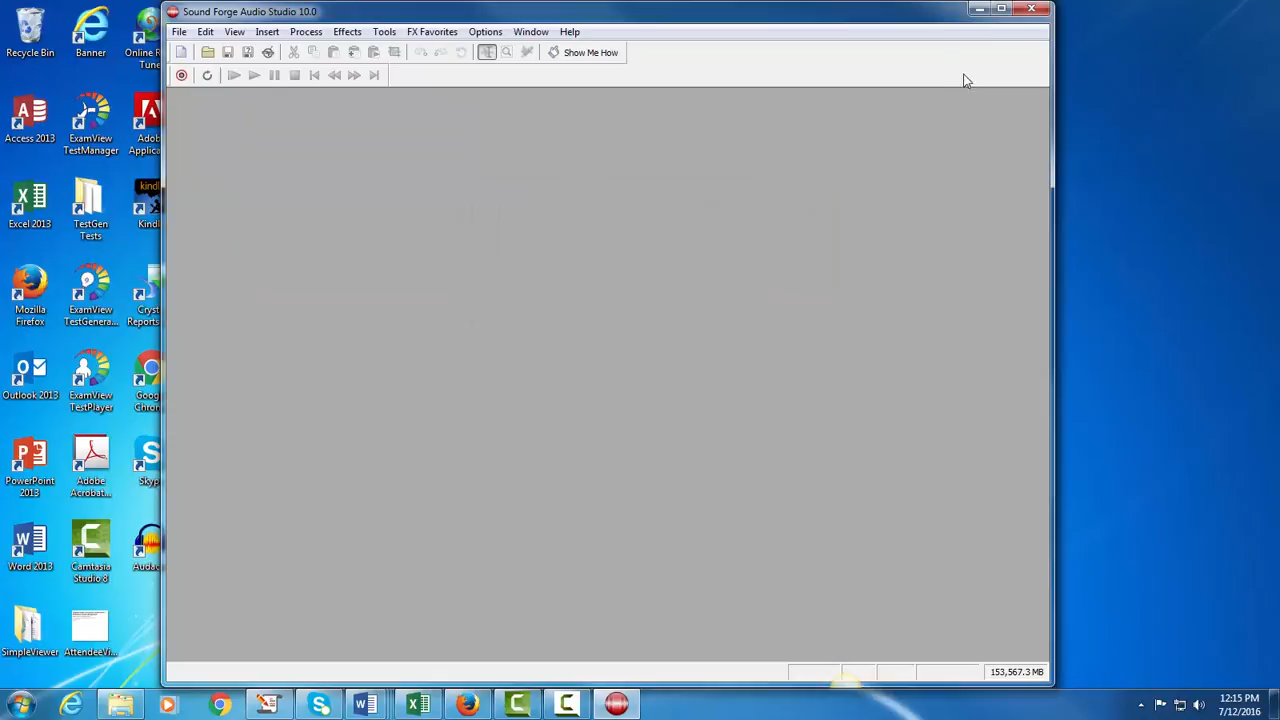 Sound Forge Audio Studio 10.0
File Edit View Insert Process Effects Tools FX Favorites Options Window Help
Show Me How
Recycle Bin
Banner
Online R
Tune
Access 2013
ExamView
TestManager
Adob
Applica
Excel 2013
TestGen
Tests
kindl
Kindl
Mozilla
Firefox
ExamView
TestGenera...
Cryst
Reports
Outlook 2013
ExamView
TestPlayer
Goog
Chro
PowerPoint
2013
Adobe
Acrobat...
Skyp
Word 2013
Camtasia
Studio 8
Audac
SimpleViewer
AttendeeVi...
153,567.3 MB
12:15 PM
7/12/2016